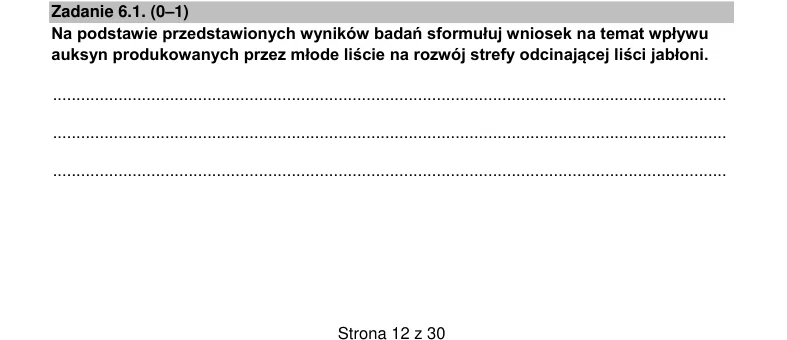 Zadanie 6.1. (0–1)
Na podstawie przedstawionych wyników badań sformułuj wniosek na temat wpływu
auksyn produkowanych przez młode liście na rozwój strefy odcinającej liści jabłoni.
Strona 12 z 30